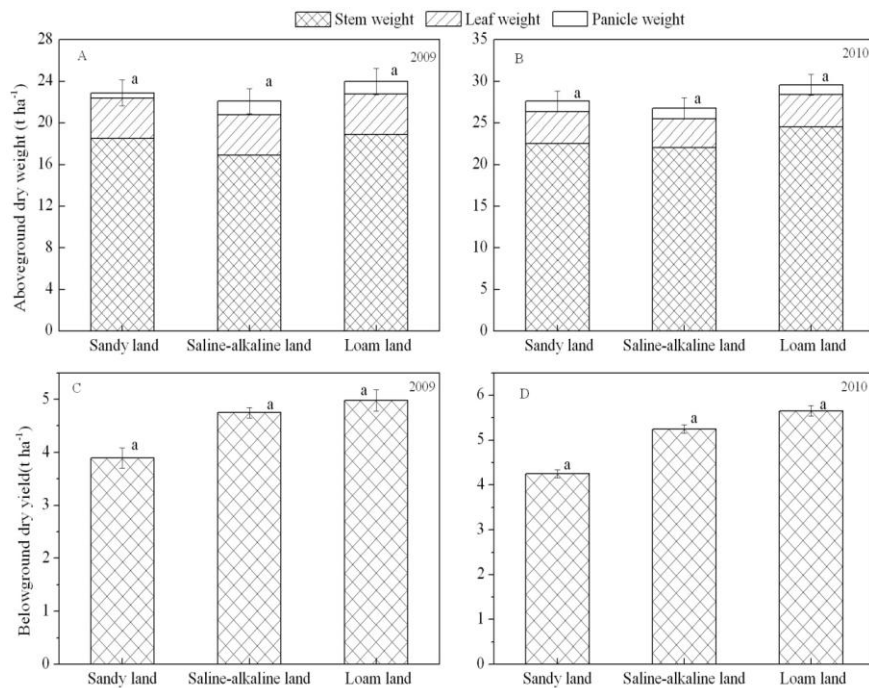 Stem weight Leaf weight Panicle weight
A 2009
Aboveground dry weight (t ha-1)
28
24
20
16
12
8
4
0
a a a
Sandy land Saline-alkaline land Loam land
B 2010
35
30
25
20
15
10
5
0
a a a
Sandy land Saline-alkaline land Loam land
C 2009
Belowground dry yield(t ha-1)
5
4
3
2
1
0
a a a
Sandy land Saline-alkaline land Loam land
D 2010
6
5
4
3
2
1
0
a a a
Sandy land Saline-alkaline land Loam land